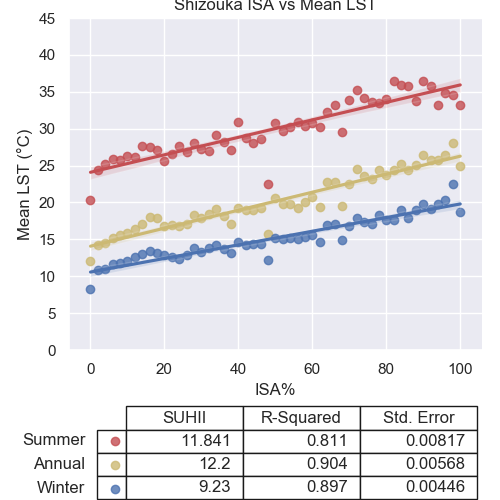 Shizouka ISA vs Mean LST
45
40
35
30
25
20
15
10
5
0
Mean LST (°C)
0 20 40 60 80 100
ISA%
SUHII R-Squared Std. Error
Summer 11.841 0.811 0.00817
Annual 12.2 0.904 0.00568
Winter 9.23 0.897 0.00446